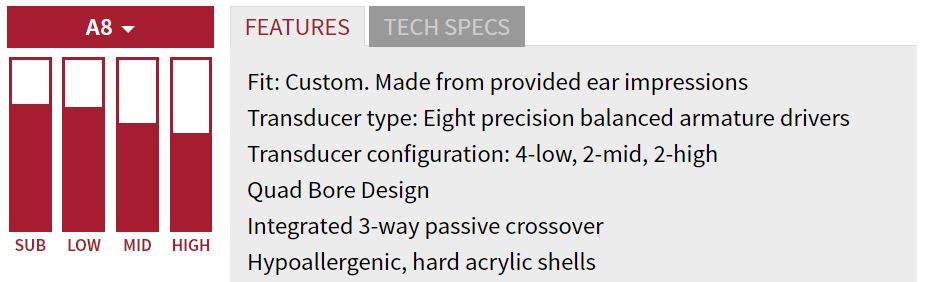 A8
FEATURES
TECH SPECS
Fit: Custom. Made from provided ear impressions
Transducer type: Eight precision balanced armature drivers
Transducer configuration: 4-low, 2-mid, 2-high
Quad Bore Design
Integrated 3-way passive crossover
Hypoallergenic, hard acrylic shells
SUB
LOW
MID
HIGH